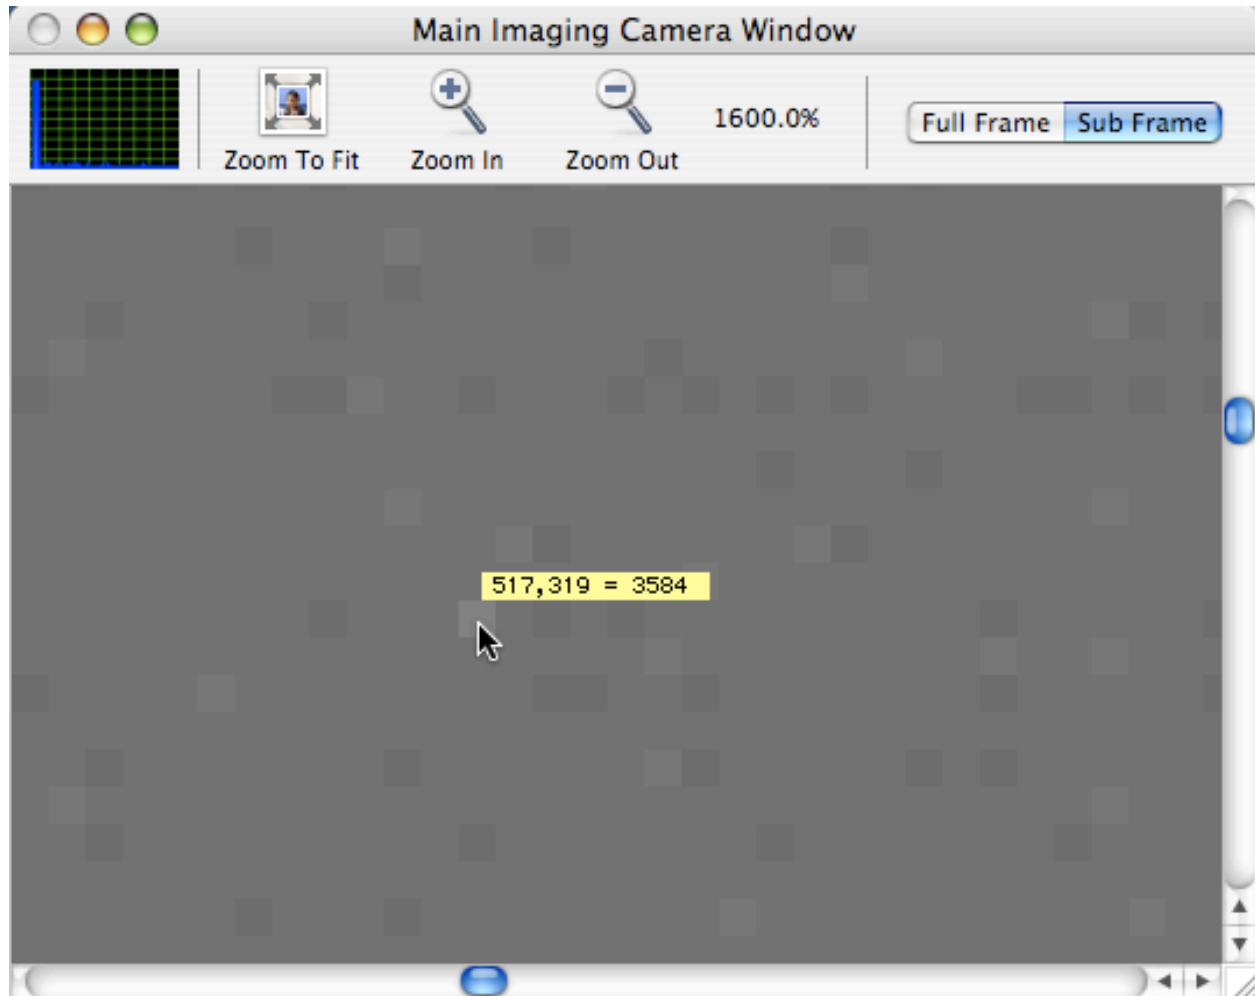 Main Imaging Camera Window
1600.0%
Full Frame Sub Frame
Zoom To Fit Zoom In Zoom Out
517,319 = 3584